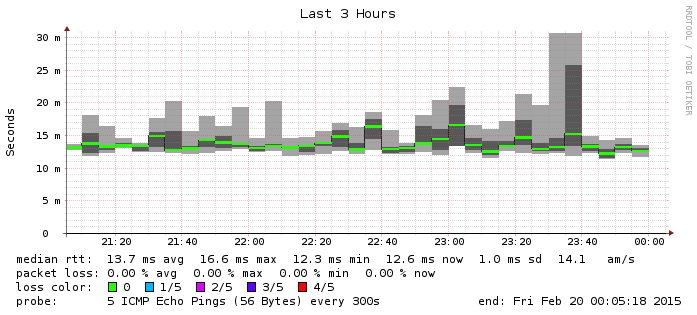 Last 3 Hours
RRDTOOL / TOBI OETIKER
Seconds
30 m
25 m
20 m
15 m
10 m
5 m
0
21:20 21:40 22:00 22:20 22:40 23:00 23:20 23:40 00:00
median rtt: 13.7 ms avg 16.6 ms max 12.3 ms min 12.6 ms now 1.0 ms sd 14.1 am/s
packet loss: 0.00 % avg 0.00 % max 0.00 % min 0.00 % now
loss color: 0 1/5 2/5 3/5 4/5
probe: 5 ICMP Echo Pings (56 Bytes) every 300s end: Fri Feb 20 00:05:18 2015